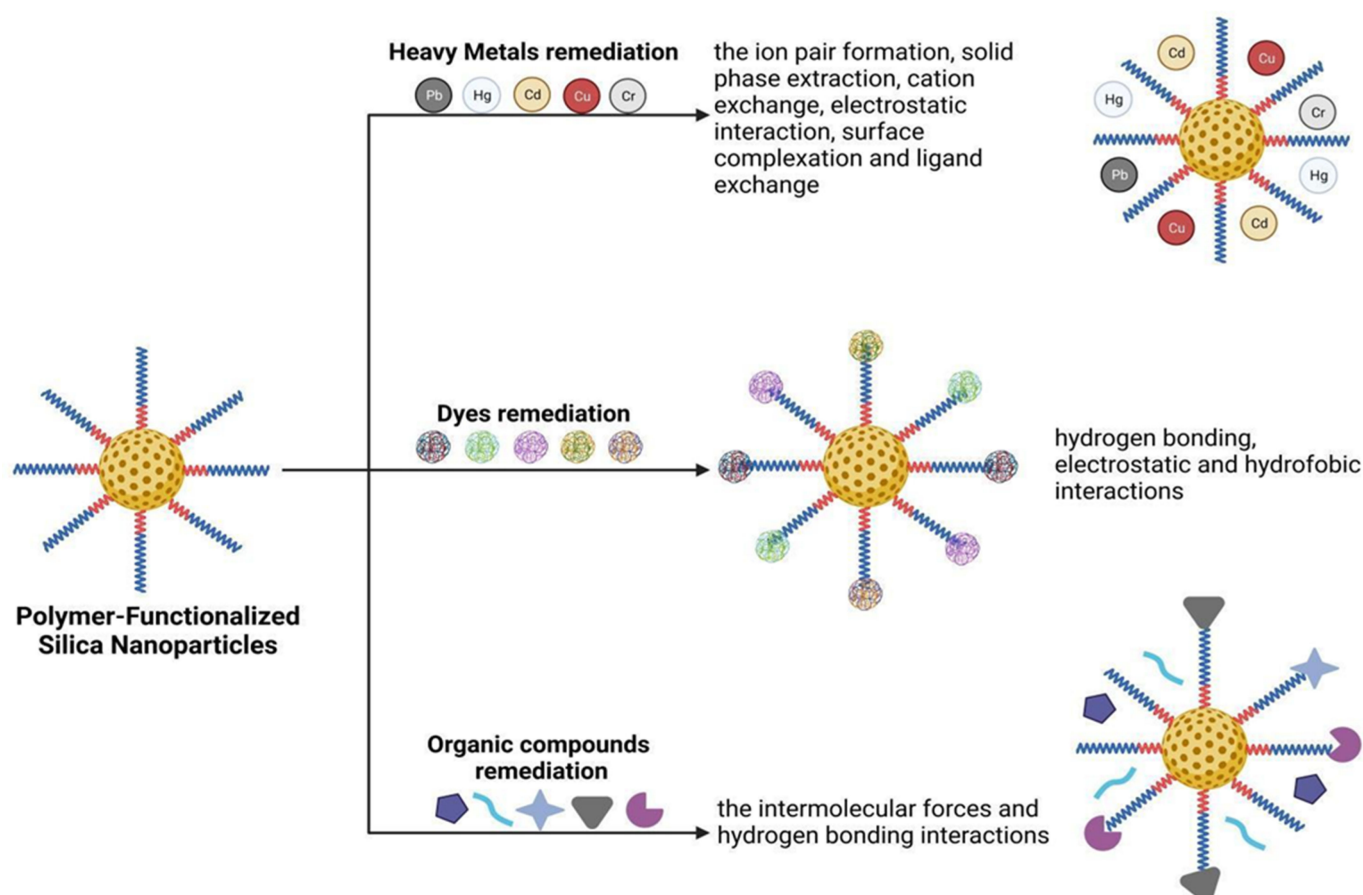 Heavy Metals remediation
Pb Hg Cd Cu Cr
the ion pair formation, solid
phase extraction, cation
exchange, electrostatic
interaction, surface
complexation and ligand
exchange
Cd Cu
Hg Cr
Pb Hg
Cu Cd
Dyes remediation
hydrogen bonding,
electrostatic and hydrofobic
interactions
Polymer-Functionalized
Silica Nanoparticles
Organic compounds
remediation
the intermolecular forces and
hydrogen bonding interactions